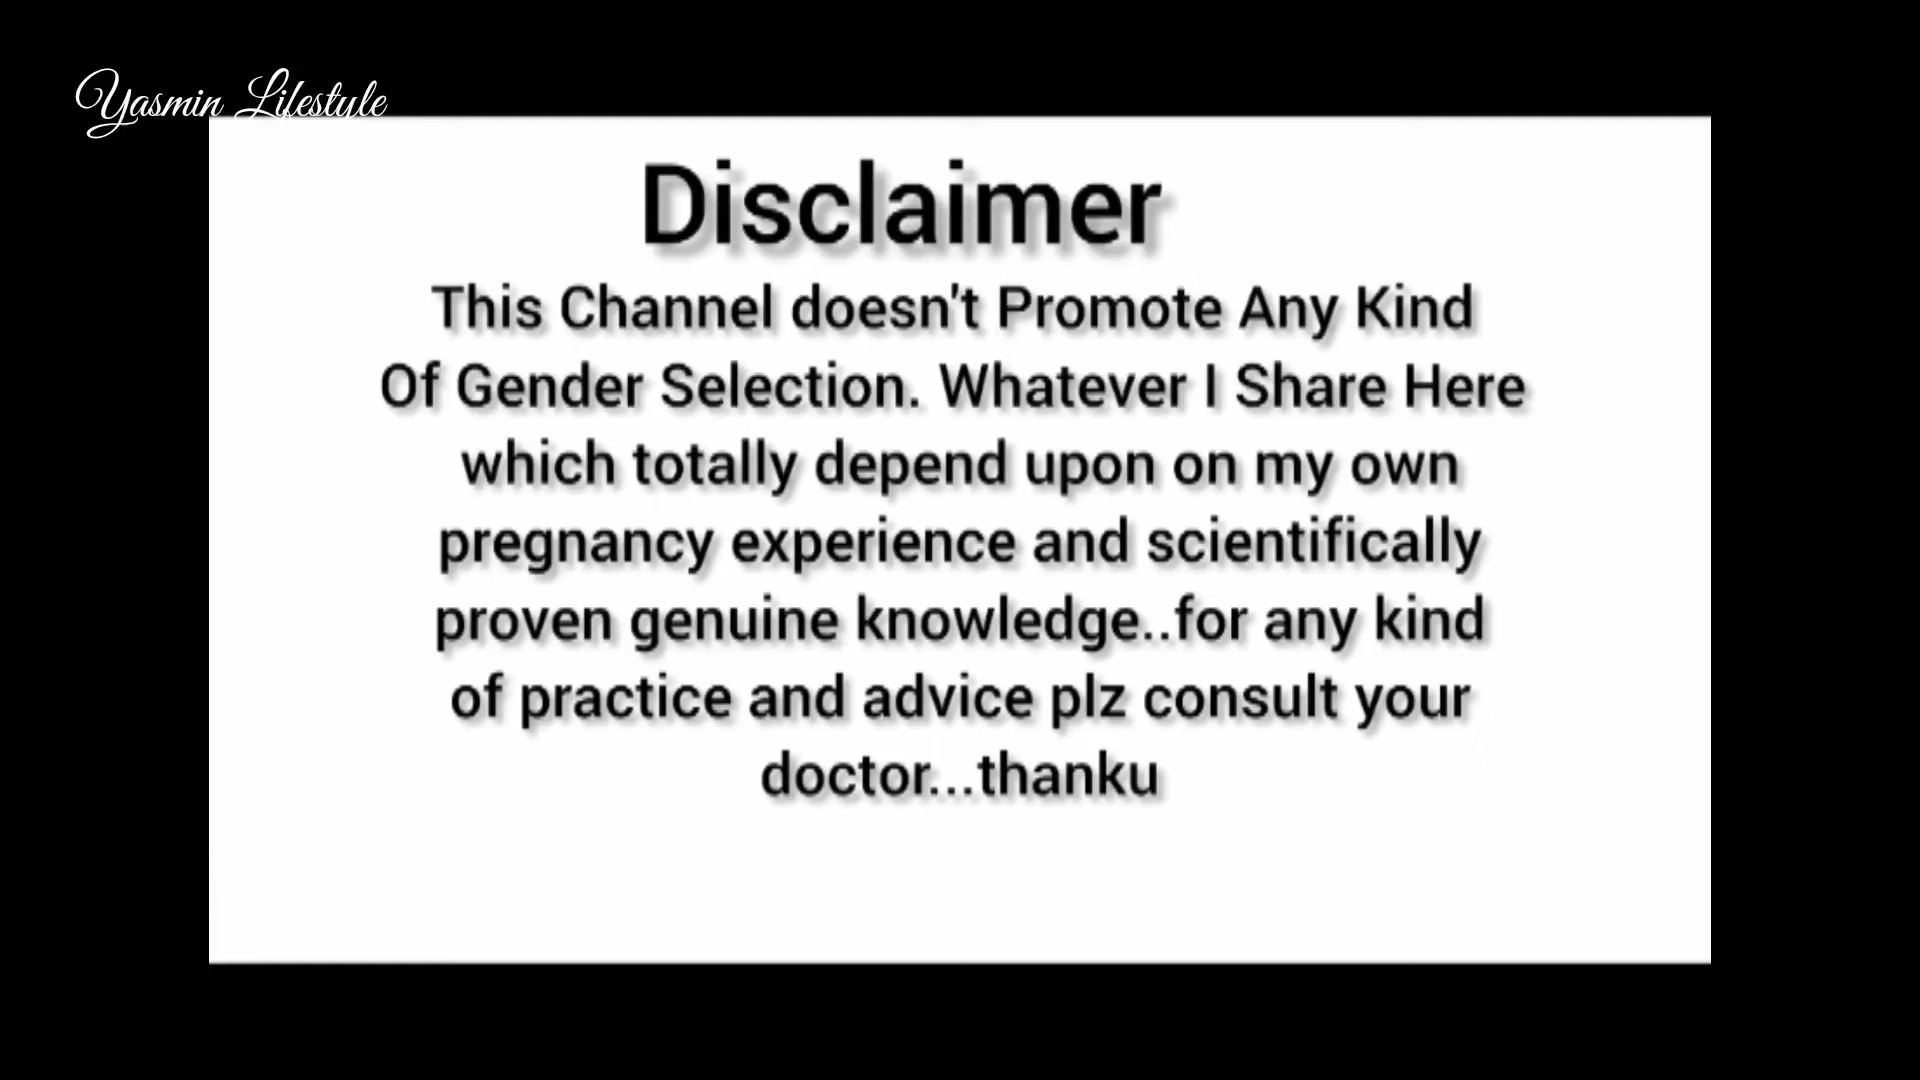 Yasmin Lifestyle
Disclaimer
This Channel doesn't Promote Any Kind
Of Gender Selection. Whatever I Share Here
which totally depend upon on my own
pregnancy experience and scientifically
proven genuine knowledge..for any kind
of practice and advice plz consult your
doctor...thanku